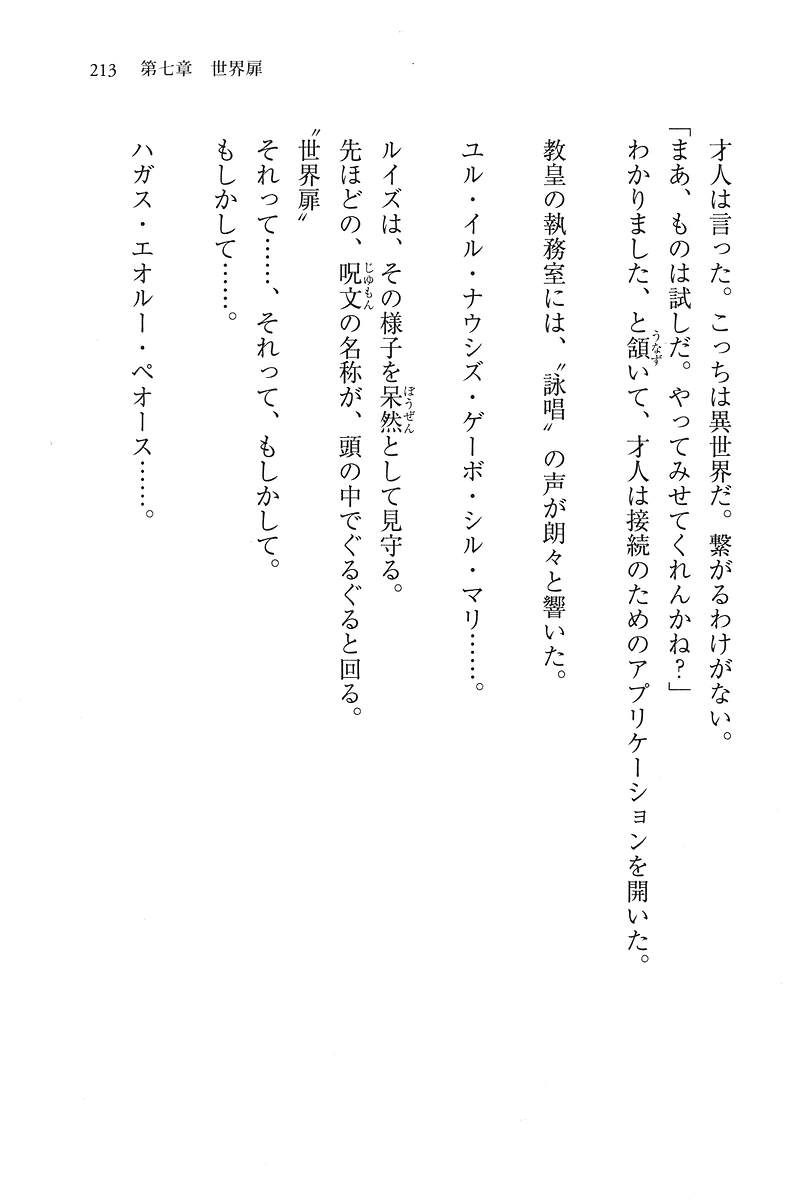 213 第七章 世界扉
才人は言った。こっちは異世界だ。繋がるわけがない。
「まあ、ものは試しだ。やってみせてくれんかね?」
わかりました、と頷いて、才人は接続のためのアプリケーションを開いた。
教皇の執務室には、〝詠唱〟の声が朗々と響いた。
ユル・イル・ナウシズ・ゲーボ・シル・マリ……。
ルイズは、その様子を呆然として見守る。
先ほどの、呪文の名称が、頭の中でぐるぐると回る。
〝世界扉〟
それって……、それって、もしかして。
もしかして……。
ハガス・エオルー・ペオース……。